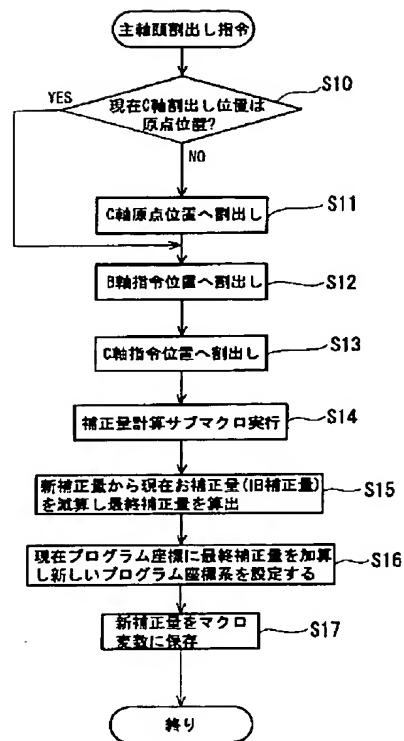 主軸頭割出し指令
S10
YES
現在C軸割出し位置は
原点位置?
NO
C軸原点位置へ割出し
S11
B軸指令位置へ割出し
S12
C軸指令位置へ割出し
S13
補正量計算サブマクロ実行
S14
新補正量から現在お補正量(旧補正量)
を減算し最終補正量を算出
S15
現在プログラム座標に最終補正量を加算
し新しいプログラム座標系を設定する
S16
新補正量をマクロ
変数に保存
S17
終り